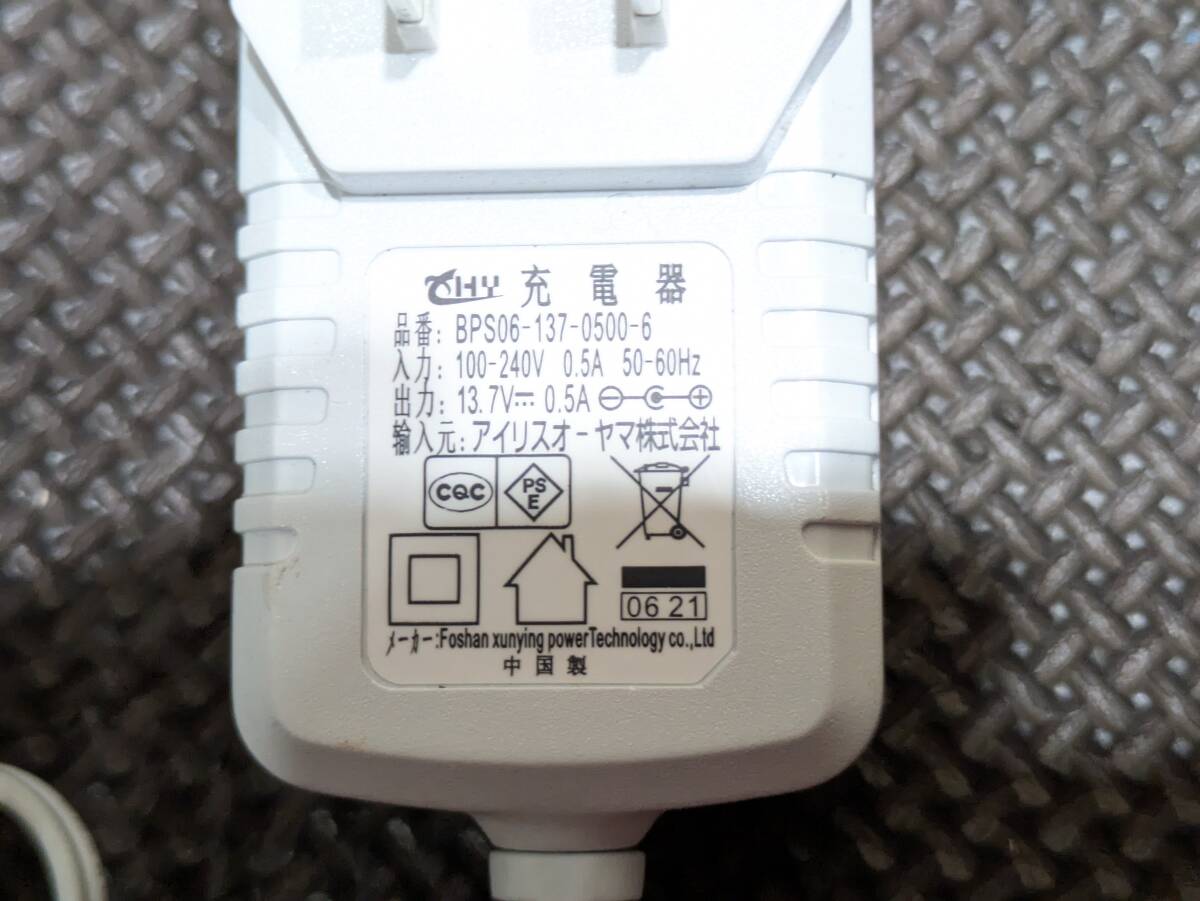 CHY 充電器
品番: BPS06-137-0500-6
入力: 100-240V 0.5A 50-60Hz
出力: 13.7V⎓ 0.5A
輸入元: アイリスオーヤマ株式会社
CQC PSE
06 21
メーカー:Foshan xunying powerTechnology co.,Ltd
中国製